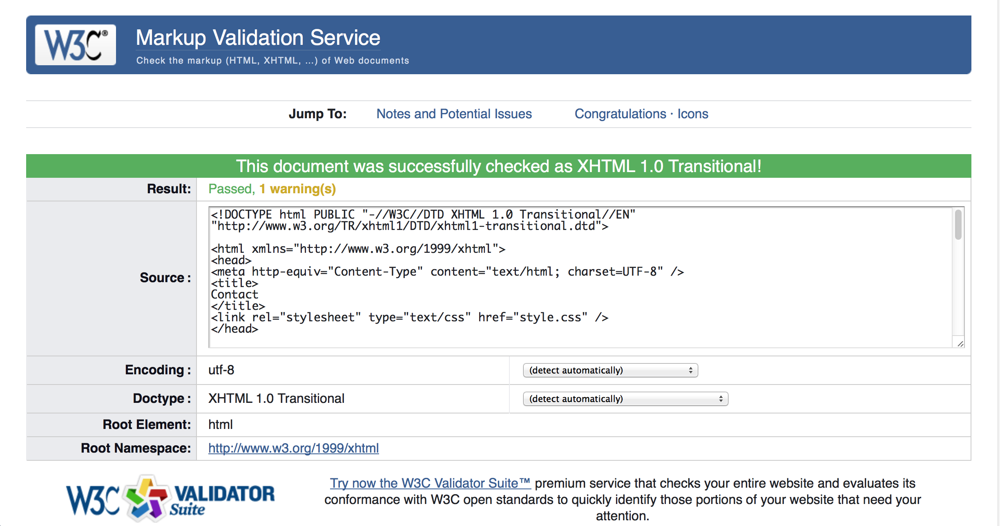 W3C®
Markup Validation Service
Check the markup (HTML, XHTML, ...) of Web documents
Jump To: Notes and Potential Issues Congratulations · Icons
This document was successfully checked as XHTML 1.0 Transitional!
Result: Passed, 1 warning(s)
Source :
<!DOCTYPE html PUBLIC "-//W3C//DTD XHTML 1.0 Transitional//EN"
"http://www.w3.org/TR/xhtml1/DTD/xhtml1-transitional.dtd">
<html xmlns="http://www.w3.org/1999/xhtml">
<head>
<meta http-equiv="Content-Type" content="text/html; charset=UTF-8" />
<title>
Contact
</title>
<link rel="stylesheet" type="text/css" href="style.css" />
</head>
Encoding : utf-8 (detect automatically)
Doctype : XHTML 1.0 Transitional (detect automatically)
Root Element: html
Root Namespace: http://www.w3.org/1999/xhtml
W3C VALIDATOR
Suite
Try now the W3C Validator Suite™ premium service that checks your entire website and evaluates its
conformance with W3C open standards to quickly identify those portions of your website that need your
attention.